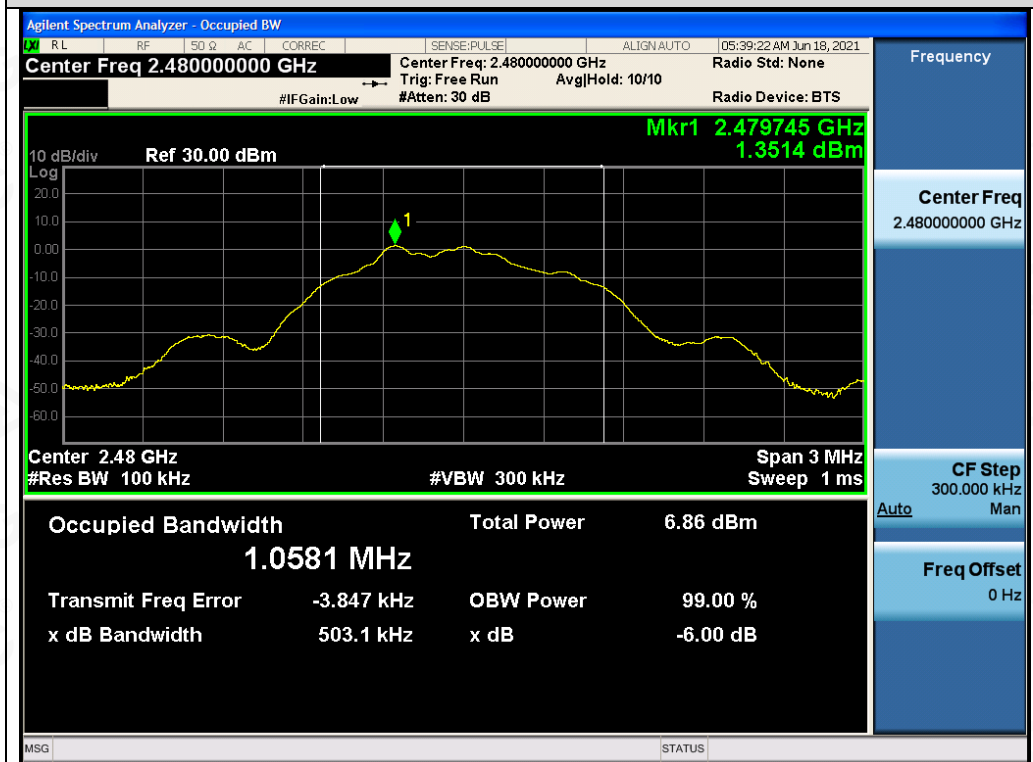 Agilent Spectrum Analyzer - Occupied BW
LXI RL RF 50 Ω AC CORREC SENSE:PULSE ALIGN AUTO 05:39:22 AM Jun 18, 2021
Center Freq 2.480000000 GHz Center Freq: 2.480000000 GHz Radio Std: None
Trig: Free Run Avg|Hold: 10/10
#IFGain:Low #Atten: 30 dB Radio Device: BTS
Mkr1 2.479745 GHz
1.3514 dBm
10 dB/div Ref 30.00 dBm
Log
20.0
10.0
1
0.00
-10.0
-20.0
-30.0
-40.0
-50.0
-60.0
Center 2.48 GHz Span 3 MHz
#Res BW 100 kHz #VBW 300 kHz Sweep 1 ms
Occupied Bandwidth Total Power 6.86 dBm
1.0581 MHz
Transmit Freq Error -3.847 kHz OBW Power 99.00 %
x dB Bandwidth 503.1 kHz x dB -6.00 dB
MSG STATUS
Frequency
Center Freq
2.480000000 GHz
CF Step
300.000 kHz
Auto Man
Freq Offset
0 Hz